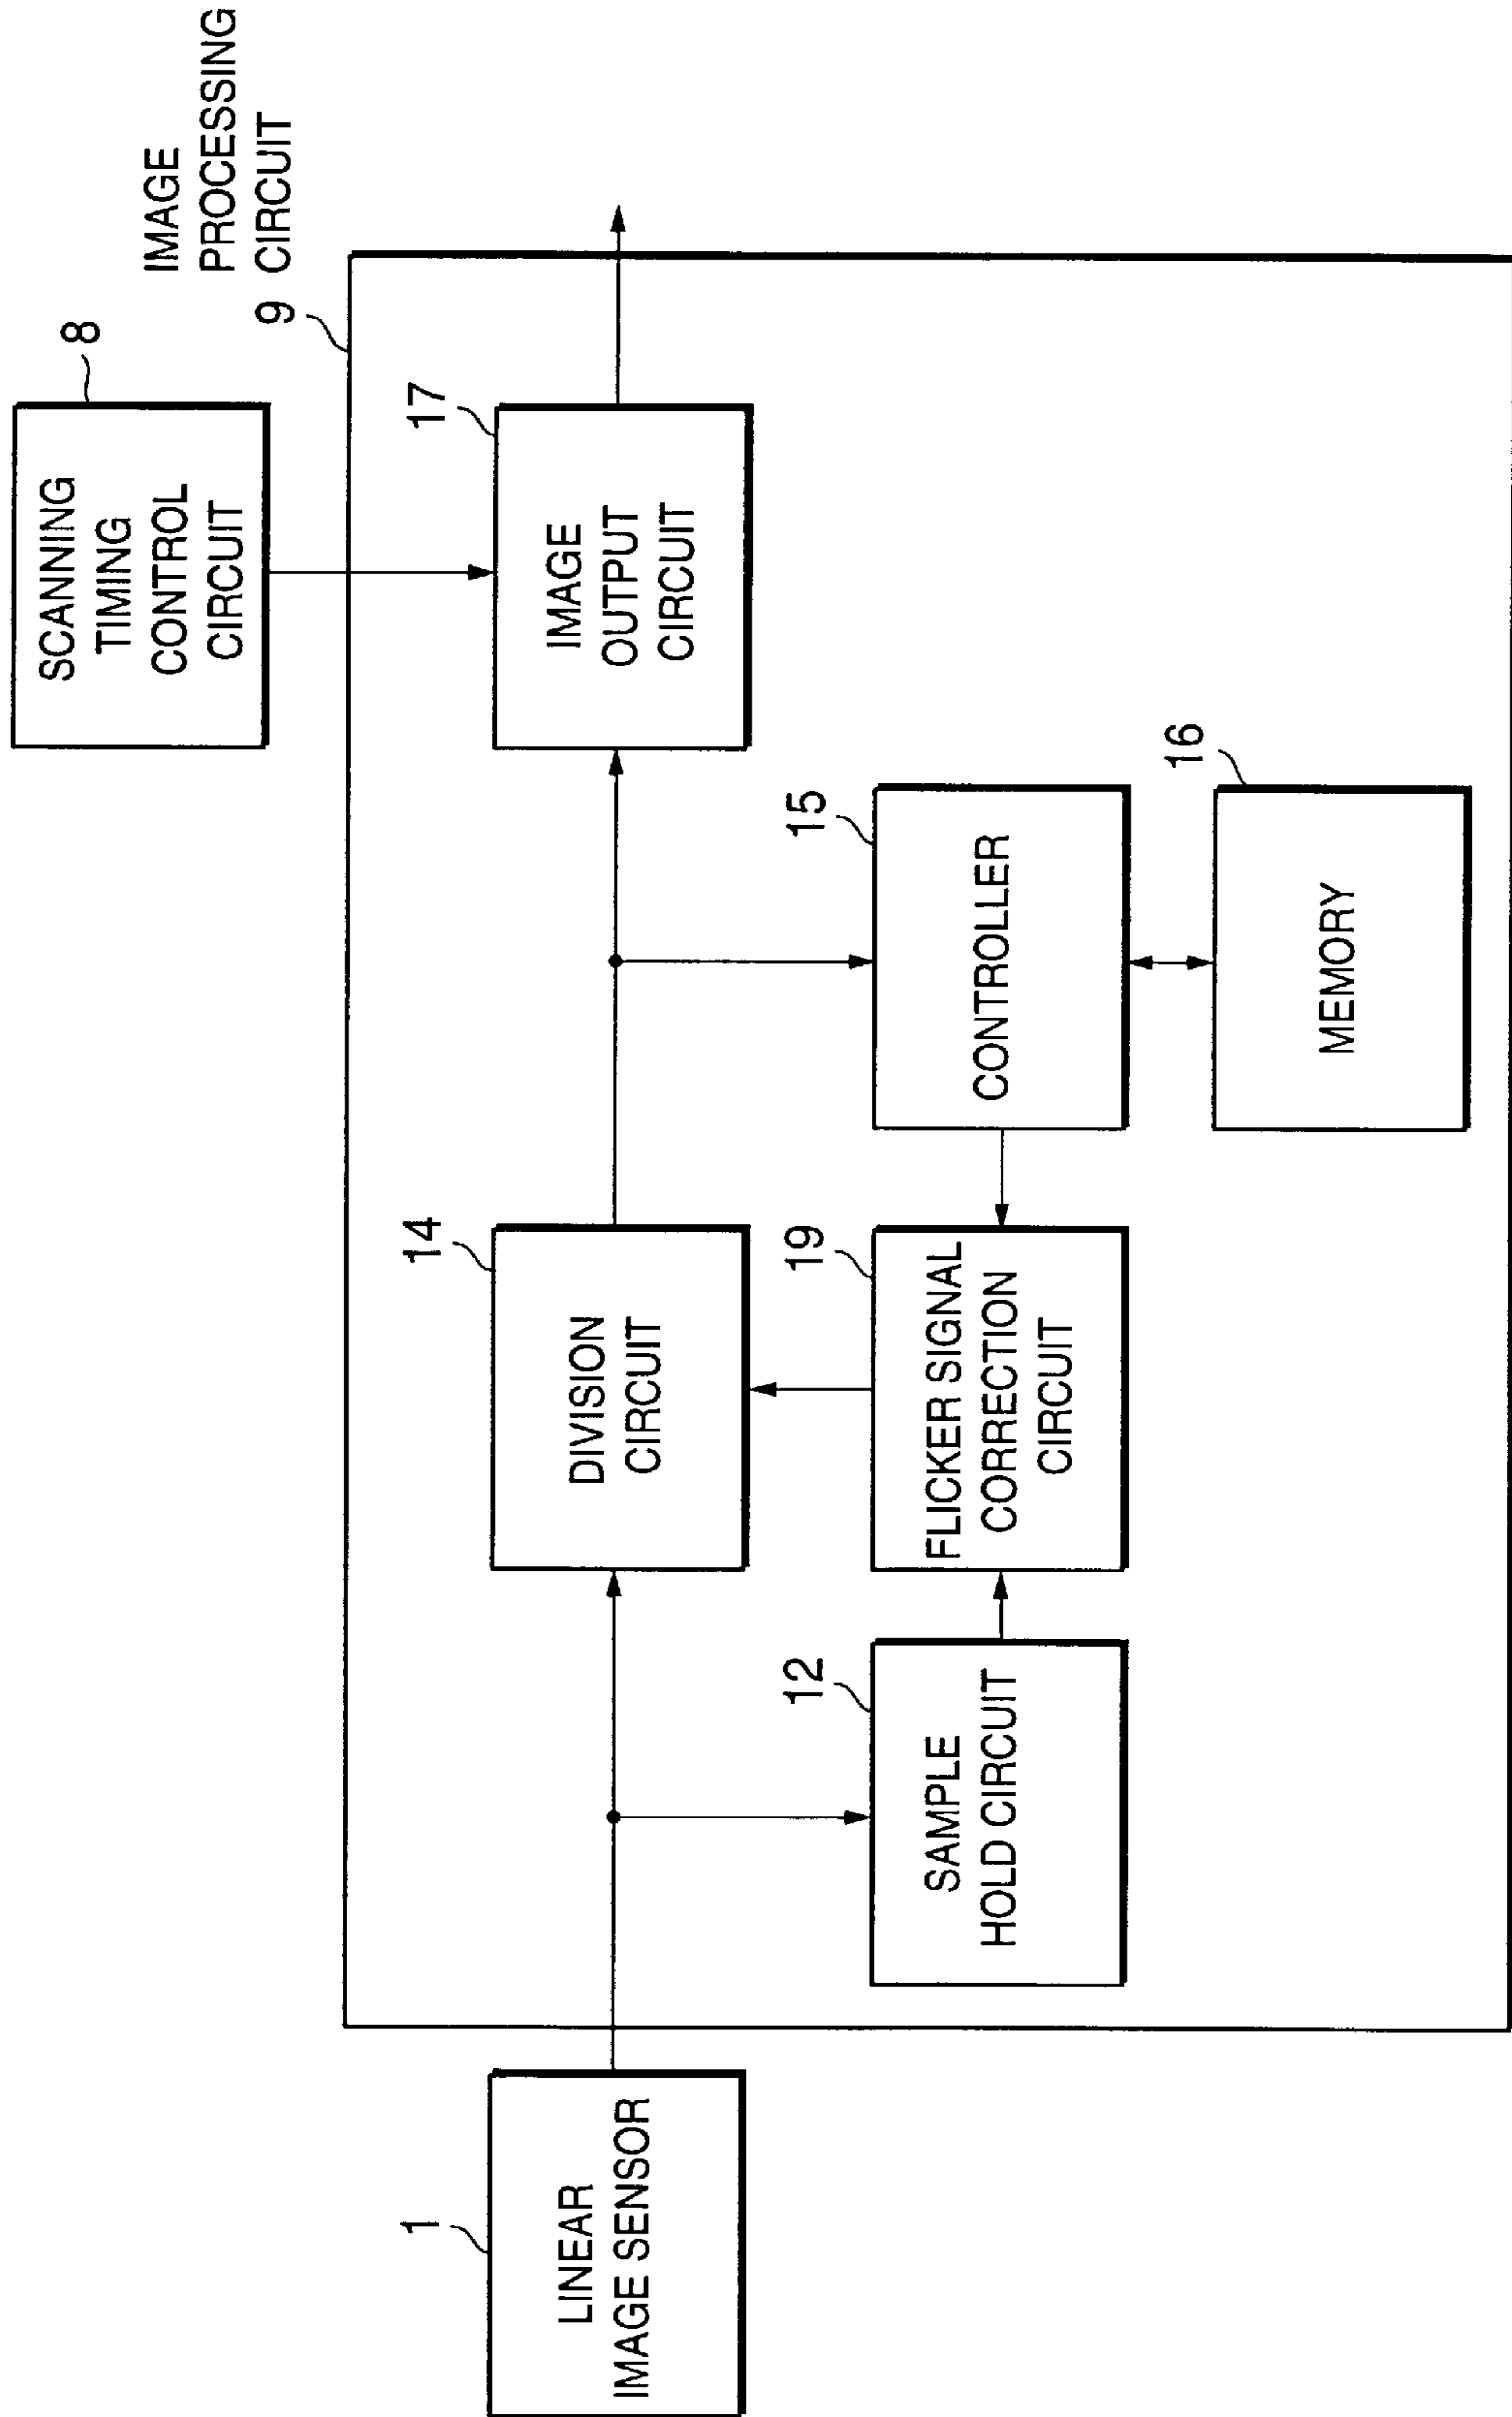 1
LINEAR
IMAGE SENSOR
12
SAMPLE
HOLD CIRCUIT
14
DIVISION
CIRCUIT
19
FLICKER SIGNAL
CORRECTION
CIRCUIT
15
CONTROLLER
16
MEMORY
17
IMAGE
OUTPUT
CIRCUIT
8
SCANNING
TIMING
CONTROL
CIRCUIT
9
IMAGE
PROCESSING
CIRCUIT